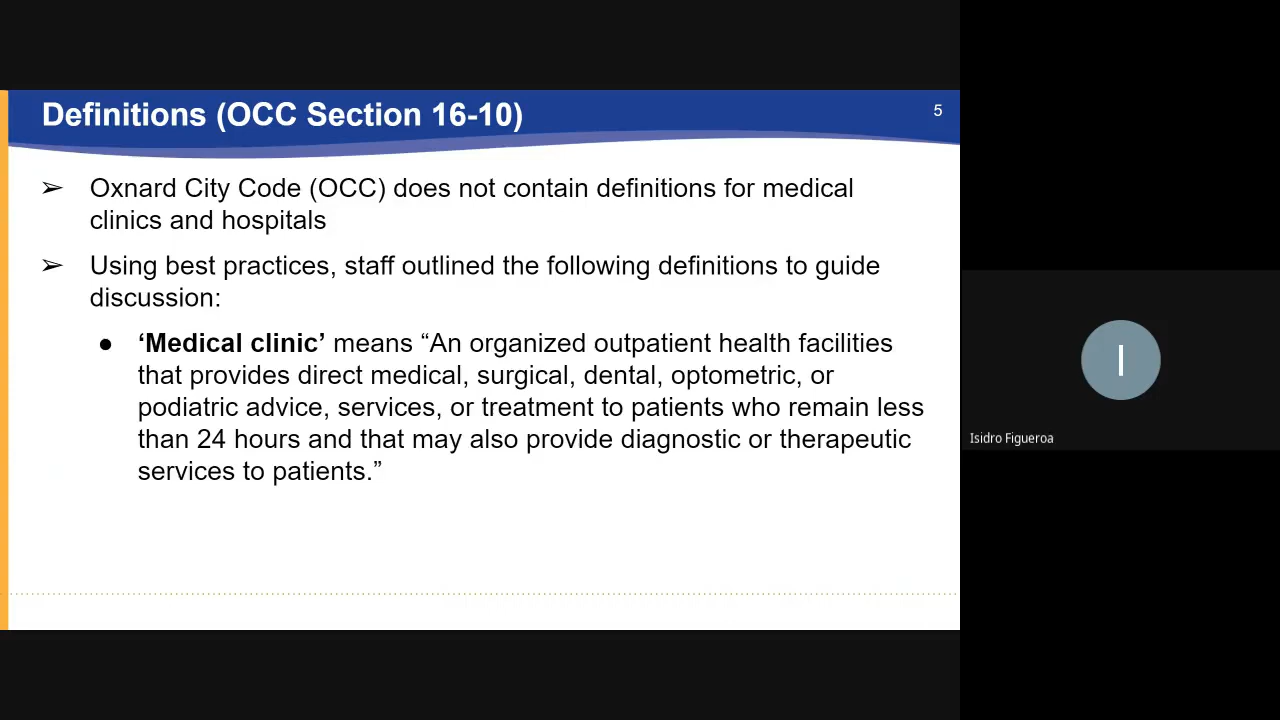 Definitions (OCC Section 16-10)
5
➢ Oxnard City Code (OCC) does not contain definitions for medical
clinics and hospitals
➢ Using best practices, staff outlined the following definitions to guide
discussion:
● ‘Medical clinic’ means “An organized outpatient health facilities
that provides direct medical, surgical, dental, optometric, or
podiatric advice, services, or treatment to patients who remain less
than 24 hours and that may also provide diagnostic or therapeutic
services to patients.”
I
Isidro Figueroa